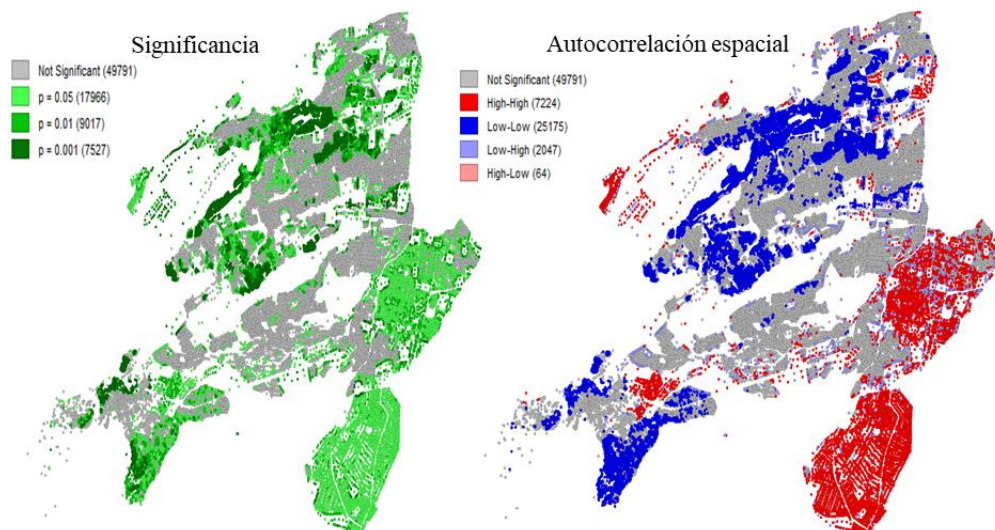 Significancia
Not Significant (49791)
p = 0.05 (17966)
p = 0.01 (9017)
p = 0.001 (7527)
Autocorrelación espacial
Not Significant (49791)
High-High (7224)
Low-Low (25175)
Low-High (2047)
High-Low (64)